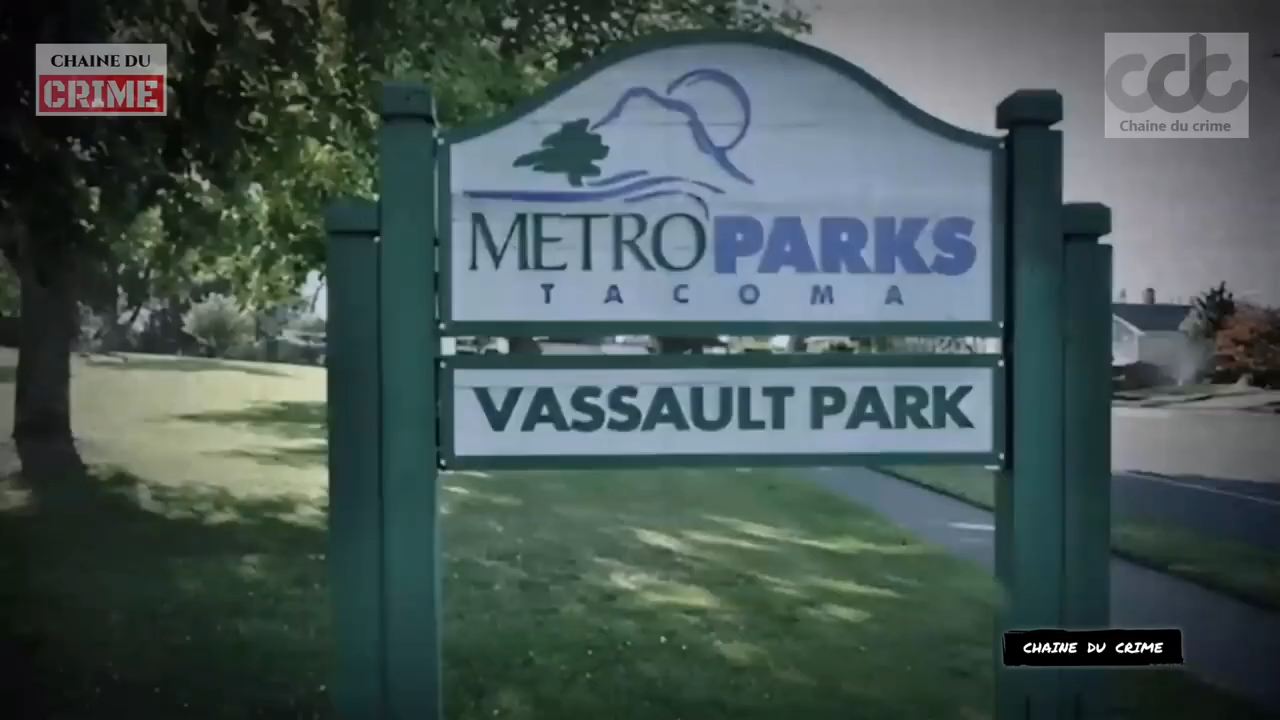 CHAINE DU
CRIME
cdc
Chaine du crime
METROPARKS
TACOMA
VASSAULT PARK
CHAINE DU CRIME